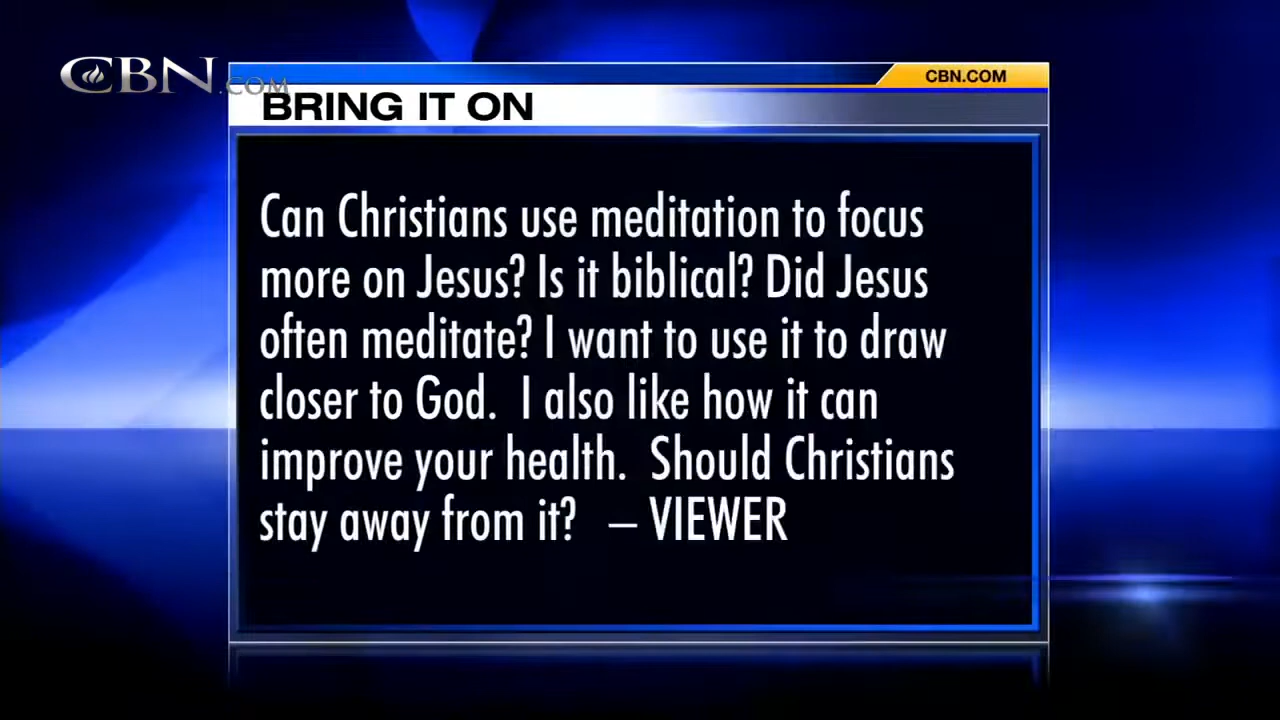 CBN.COM
CBN.COM
BRING IT ON
Can Christians use meditation to focus
more on Jesus? Is it biblical? Did Jesus
often meditate? I want to use it to draw
closer to God. I also like how it can
improve your health. Should Christians
stay away from it? – VIEWER